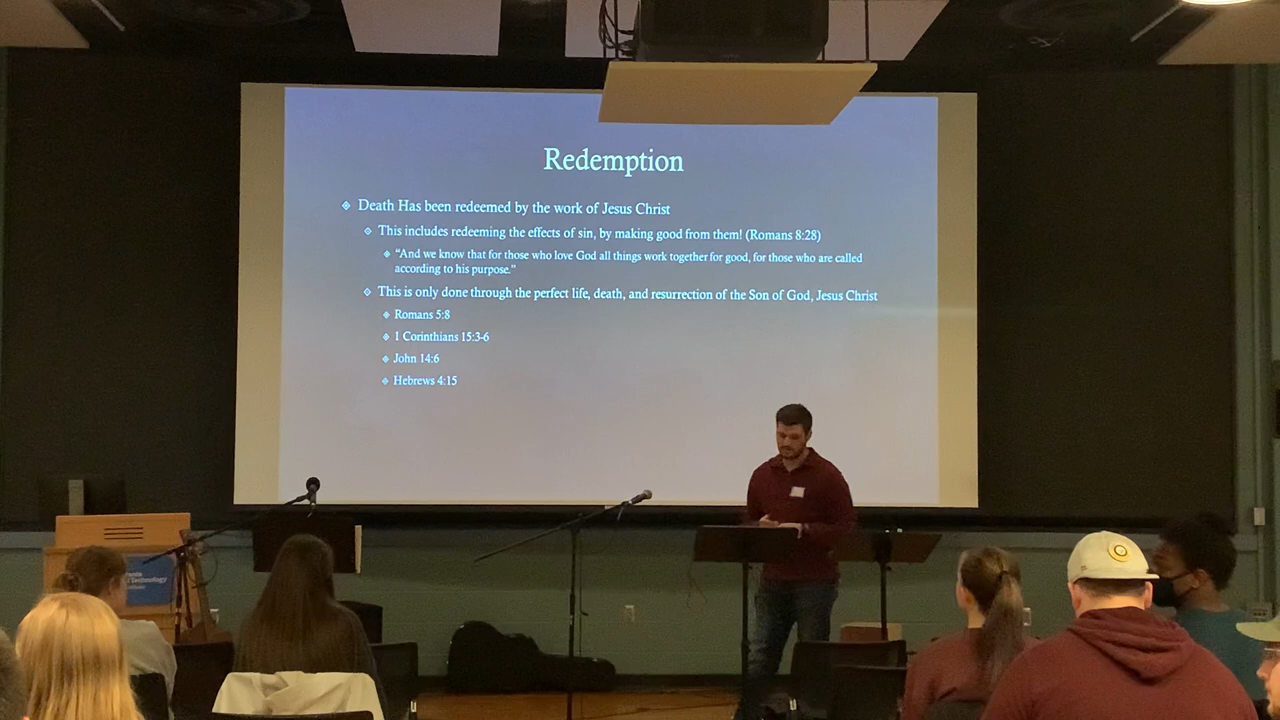 Redemption
Death Has been redeemed by the work of Jesus Christ
This includes redeeming the effects of sin, by making good from them! (Romans 8:28)
“And we know that for those who love God all things work together for good, for those who are called
according to his purpose.”
This is only done through the perfect life, death, and resurrection of the Son of God, Jesus Christ
Romans 5:8
1 Corinthians 15:3-6
John 14:6
Hebrews 4:15
Technology